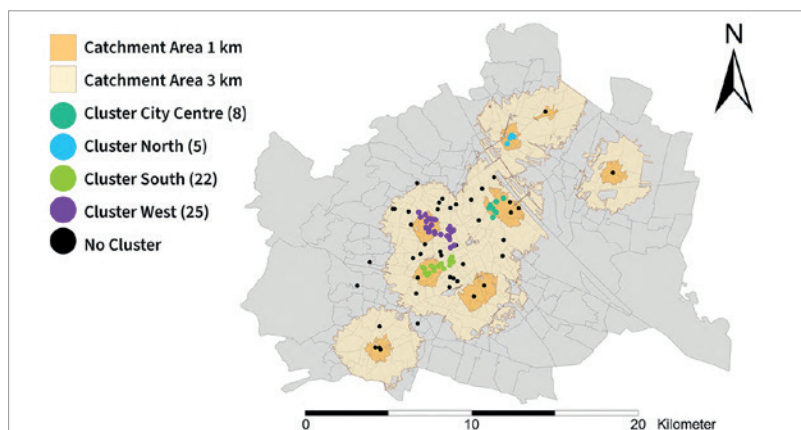 Catchment Area 1 km
Catchment Area 3 km
Cluster City Centre (8)
Cluster North (5)
Cluster South (22)
Cluster West (25)
No Cluster
N
0 10 20 Kilometer